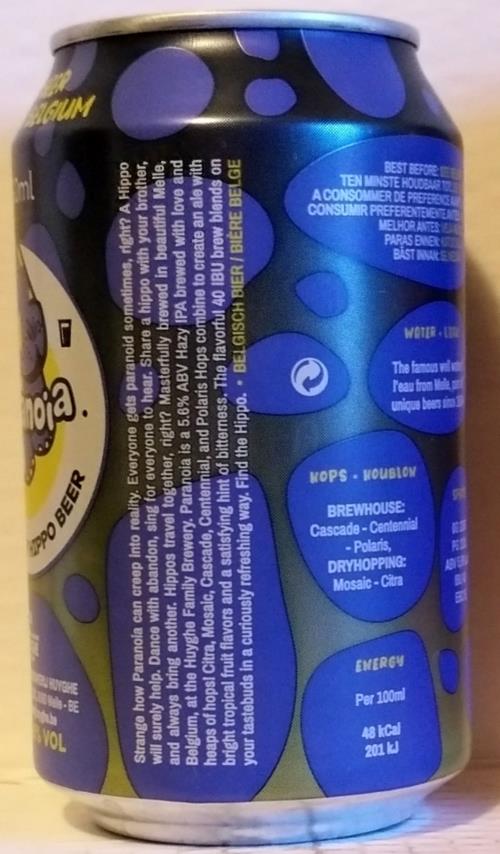 BELGIUM
Strange how Paranoia can creep into reality. Everyone gets paranoid sometimes, right? A Hippo
will surely help. Dance with abandon, sing for everyone to hear. Share a hippo with your brother,
and always bring another. Hippos travel together, right? Masterfully brewed in beautiful Melle,
Belgium, at the Huyghe Family Brewery. Paranoia is a 5.6% ABV Hazy IPA brewed with love and
heaps of hops! Citra, Mosaic, Cascade, Centennial, and Polaris Hops combine to create an ale with
bright tropical fruit flavors and a satisfying hint of bitterness. The flavorful 40 IBU brew blends on
your tastebuds in a curiously refreshing way. Find the Hippo. • BELGISCH BIER / BIÈRE BELGE
HIPPO BEER
HUYGHE
Melle - BE
VOL
BEST BEFORE:
TEN MINSTE HOUDBAAR
A CONSOMMER DE PREFERENCE
CONSUMIR PREFERENTEMENTE
MELHOR ANTES:
PARAS ENNEN:
BÄST INNAN:
WATER -
The famous well
l'eau from Melle,
unique beers since
HOPS - HOUBLON
BREWHOUSE:
Cascade - Centennial
- Polaris,
DRYHOPPING:
Mosaic - Citra
ENERGY
Per 100ml
48 kCal
201 kJ